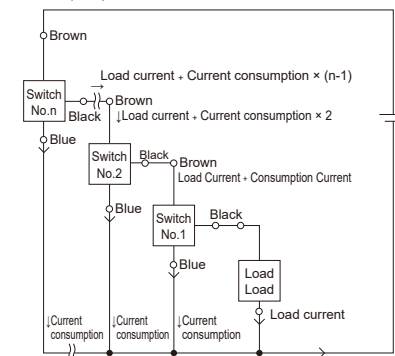 Brown
Load current + Current consumption × (n-1)
Switch
No.n
Black
Brown
↓Load current + Current consumption × 2
Blue
Switch
No.2
Black
Brown
Load Current + Consumption Current
Blue
Switch
No.1
Black
Blue
Load
Load
Load current
↓Current
consumption
↓Current
consumption
↓Current
consumption